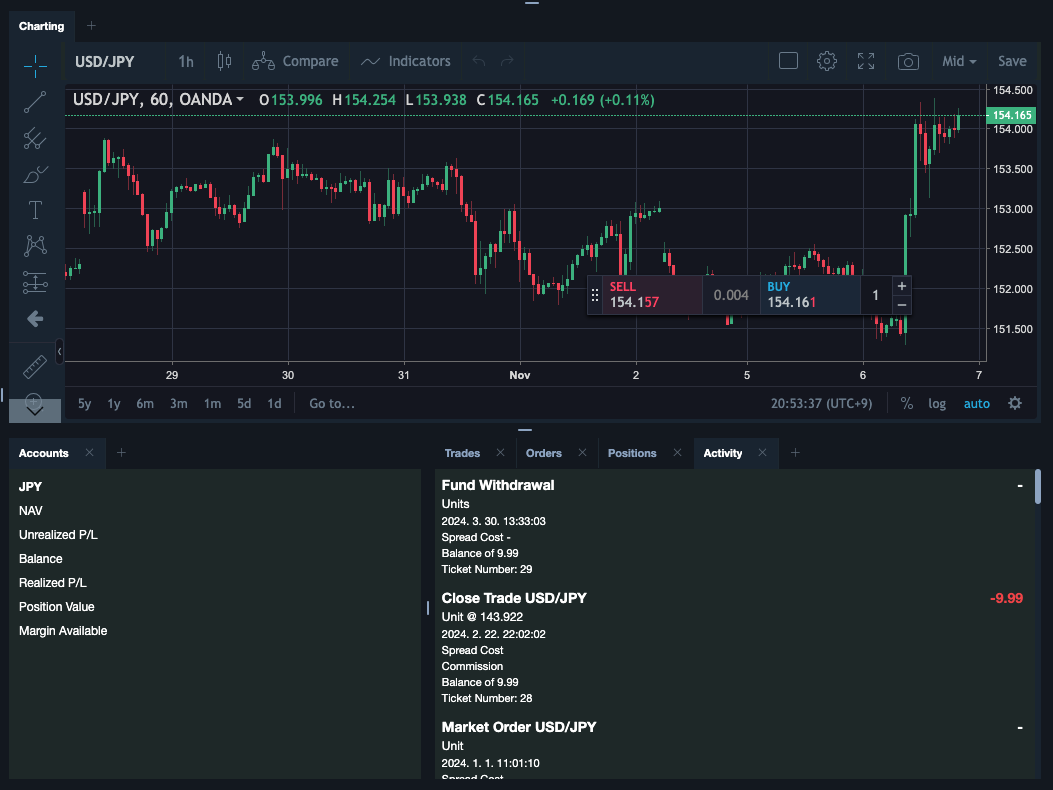 Charting
USD/JPY 1h Compare Indicators Mid Save
USD/JPY, 60, OANDA O153.996 H154.254 L153.938 C154.165 +0.169 (+0.11%)
154.500
154.165
154.000
153.500
153.000
152.500
152.000
151.500
SELL
154.157
0.004
BUY
154.161
1
+
−
29 30 31 Nov 2 5 6 7
5y 1y 6m 3m 1m 5d 1d Go to... 20:53:37 (UTC+9) % log auto
Accounts
JPY
NAV
Unrealized P/L
Balance
Realized P/L
Position Value
Margin Available
Trades Orders Positions Activity
Fund Withdrawal -
Units
2024. 3. 30. 13:33:03
Spread Cost -
Balance of 9.99
Ticket Number: 29
Close Trade USD/JPY -9.99
Unit @ 143.922
2024. 2. 22. 22:02:02
Spread Cost
Commission
Balance of 9.99
Ticket Number: 28
Market Order USD/JPY -
Unit
2024. 1. 1. 11:01:10
Spread Cost